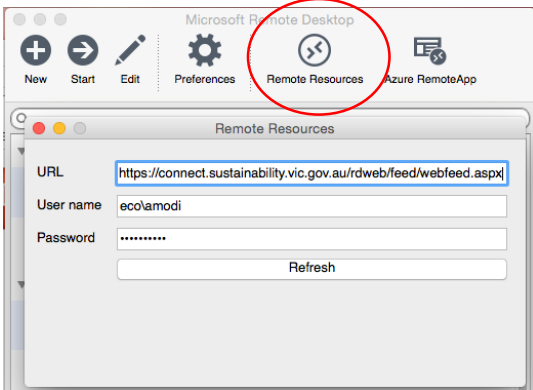 Microsoft Remote Desktop
New Start Edit Preferences Remote Resources Azure RemoteApp
Remote Resources
URL https://connect.sustainability.vic.gov.au/rdweb/feed/webfeed.aspx
User name eco\amodi
Password ••••••••••
Refresh